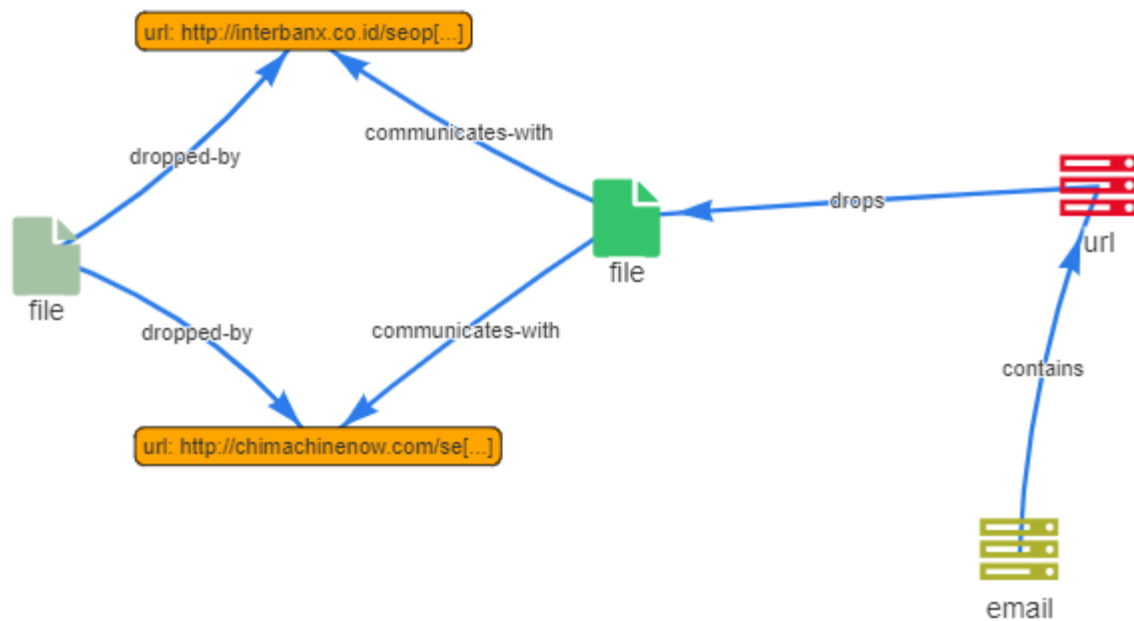 url: http://interbanx.co.id/seop[...]
communicates-with
dropped-by
drops
url
file
file
dropped-by
communicates-with
contains
url: http://chimachinenow.com/se[...]
email